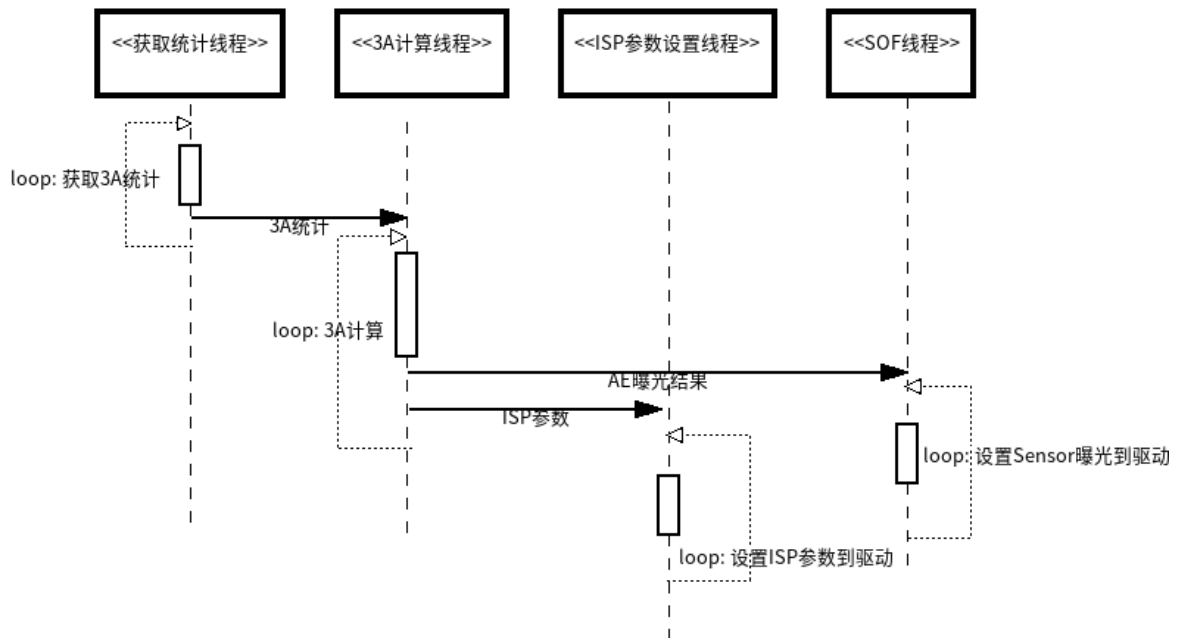 <<获取统计线程>>
<<3A计算线程>>
<<ISP参数设置线程>>
<<SOF线程>>
loop: 获取3A统计
3A统计
loop: 3A计算
AE曝光结果
ISP参数
loop: 设置Sensor曝光到驱动
loop: 设置ISP参数到驱动